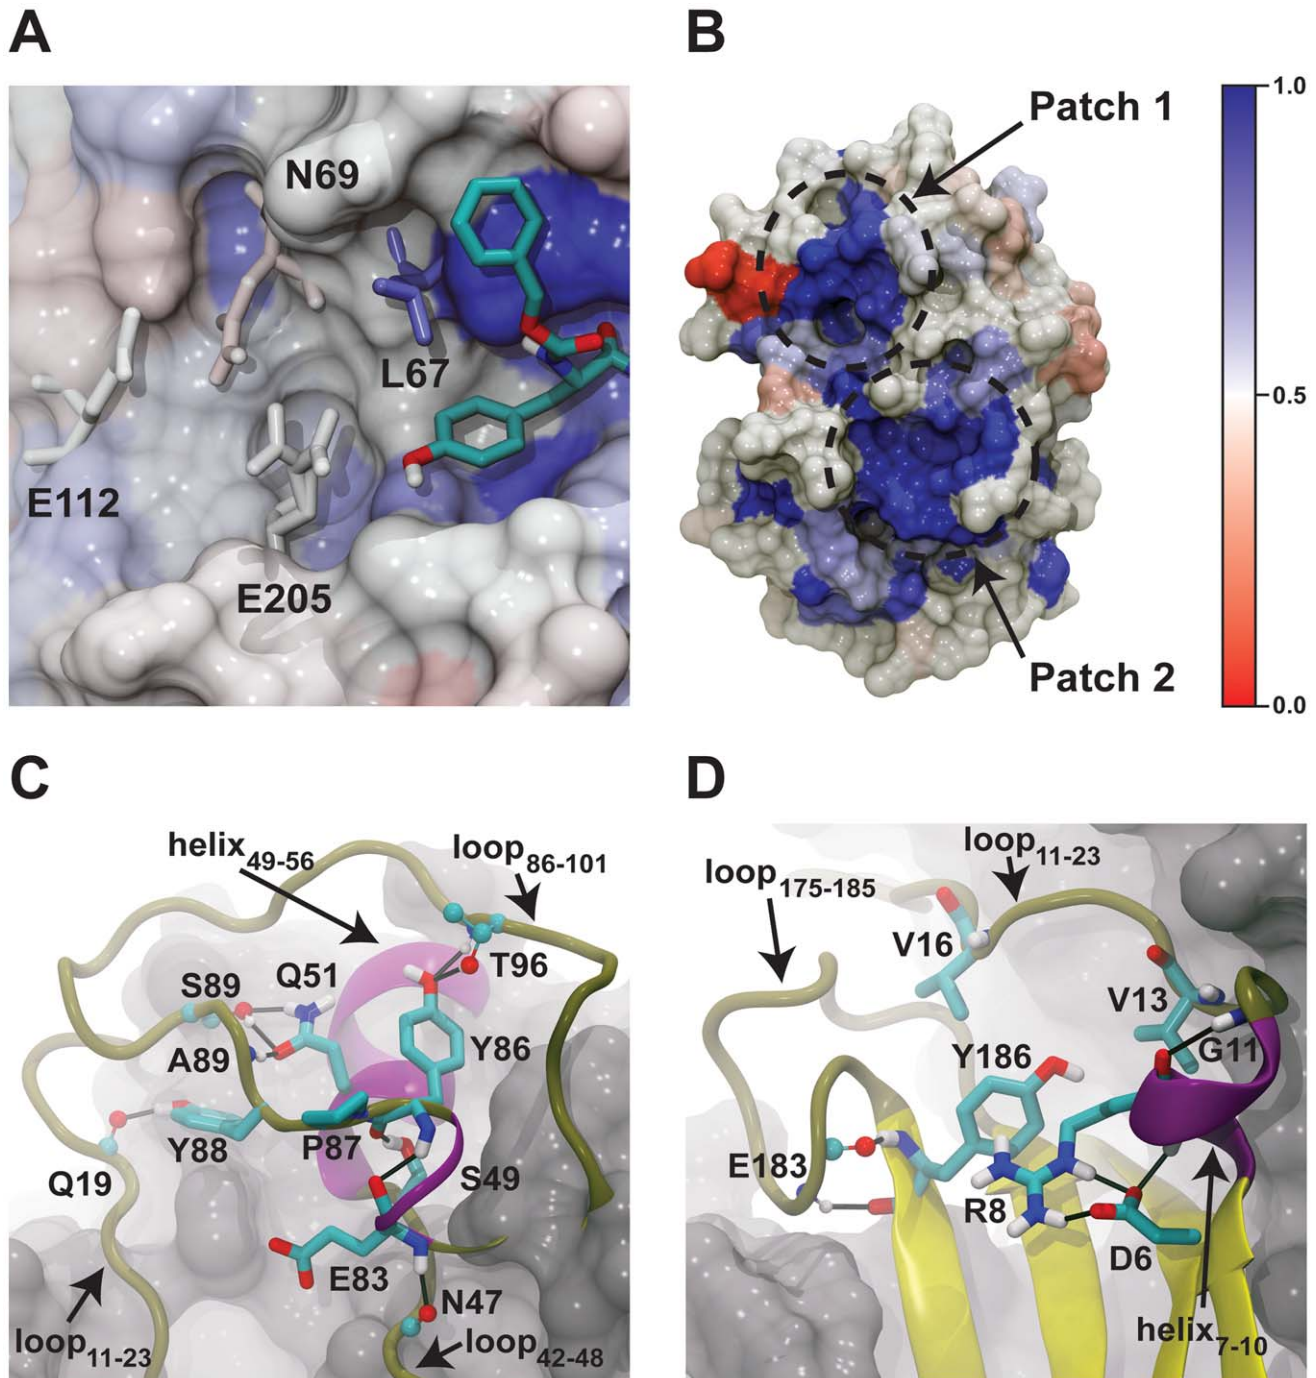 A
B
N69
L67
E112
E205
Patch 1
Patch 2
1.0
0.5
0.0
C
D
helix49-56
loop86-101
S89
Q51
T96
A89
Y86
Y88
P87
Q19
S49
E83
N47
loop11-23
loop42-48
loop11-23
loop175-185
V16
V13
Y186
G11
E183
R8
D6
helix7-10